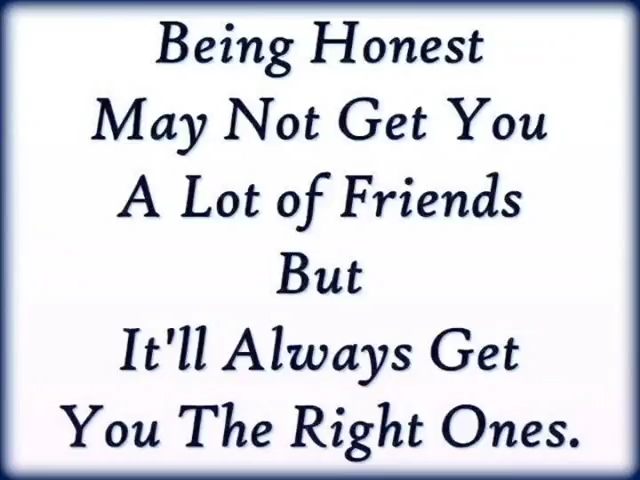 Being Honest
May Not Get You
A Lot of Friends
But
It'll Always Get
You The Right Ones.